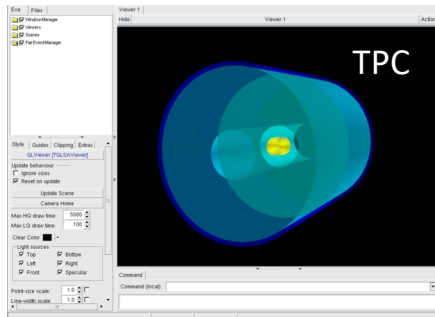 Eve Files
WindowManager
Viewers
Scenes
FairEventManager
Style Guides Clipping Extras
GLViewer [TGLSAViewer]
Update behaviour
Ignore sizes
Reset on update
Update Scene
Camera Home
Max HQ draw time: 5000
Max LQ draw time: 100
Clear Color
Light sources:
Top Bottom
Left Right
Front Specular
Point-size scale: 1.0
Line-width scale: 1.0
Viewer 1
Hide Viewer 1 Action
TPC
Command
Command (local):